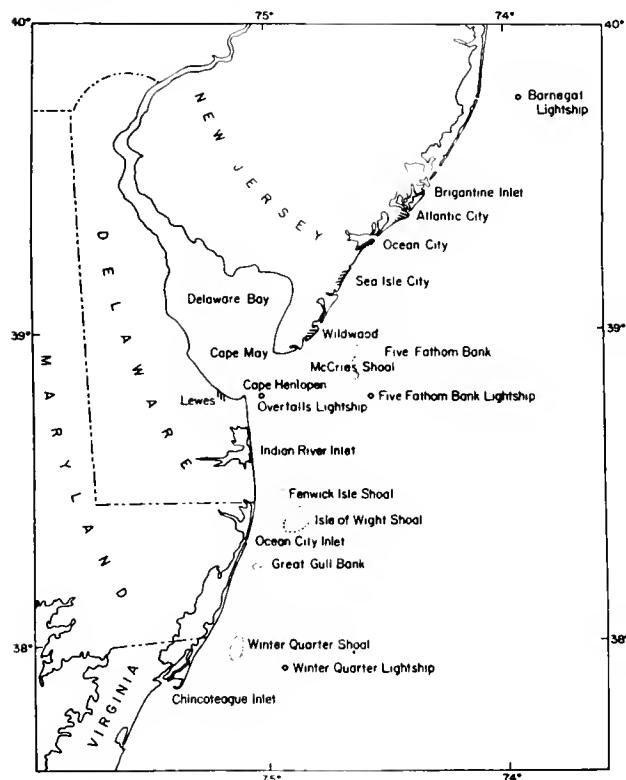 75°
74°
40°
40°
Barnegat
Lightship
NEW JERSEY
Brigantine Inlet
Atlantic City
Ocean City
Sea Isle City
DELAWARE
Delaware Bay
39°
39°
Wildwood
Cape May
Five Fathom Bank
McCries Shoal
MARYLAND
Cape Henlopen
Lewes
Overfalls Lightship
Five Fathom Bank Lightship
Indian River Inlet
Fenwick Isle Shoal
Isle of Wight Shoal
Ocean City Inlet
Great Gull Bank
38°
38°
Winter Quarter Shoal
Winter Quarter Lightship
VIRGINIA
Chincoteague Inlet
75°
74°